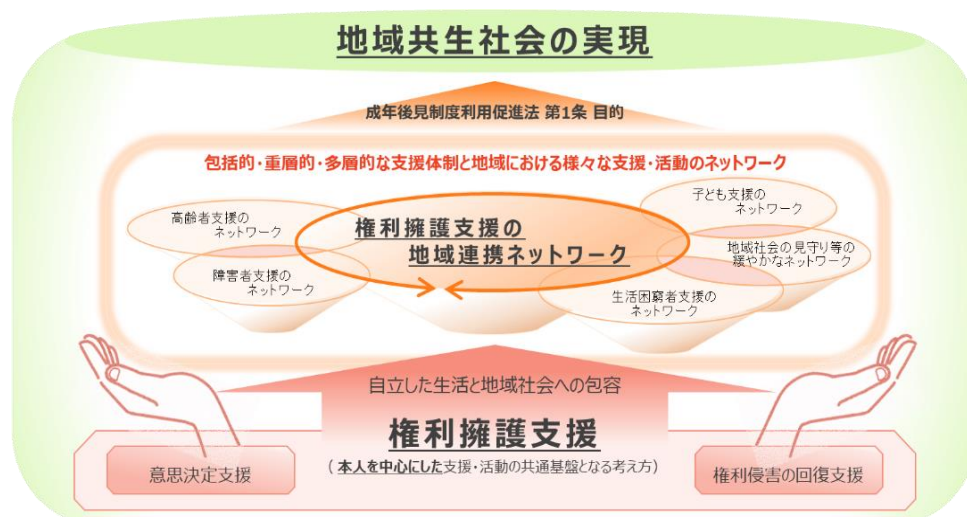 地域共生社会の実現
成年後見制度利用促進法 第1条 目的
包括的・重層的・多層的な支援体制と地域における様々な支援・活動のネットワーク
高齢者支援の
ネットワーク
障害者支援の
ネットワーク
権利擁護支援の
地域連携ネットワーク
子ども支援の
ネットワーク
地域社会の見守り等の
緩やかなネットワーク
生活困窮者支援の
ネットワーク
自立した生活と地域社会への包容
権利擁護支援
（本人を中心にした支援・活動の共通基盤となる考え方）
意思決定支援
権利侵害の回復支援